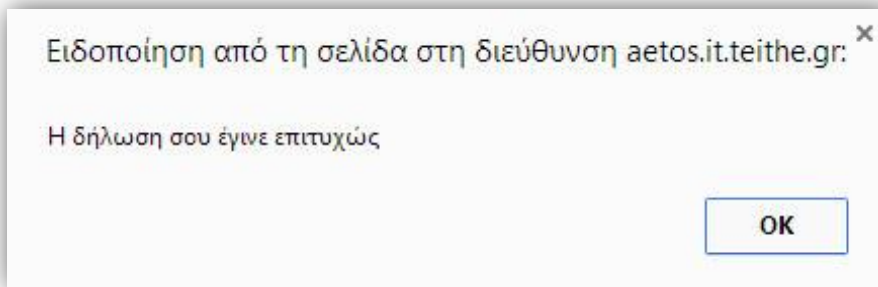 Ειδοποίηση από τη σελίδα στη διεύθυνση aetos.it.teithe.gr:
Η δήλωση σου έγινε επιτυχώς
OK